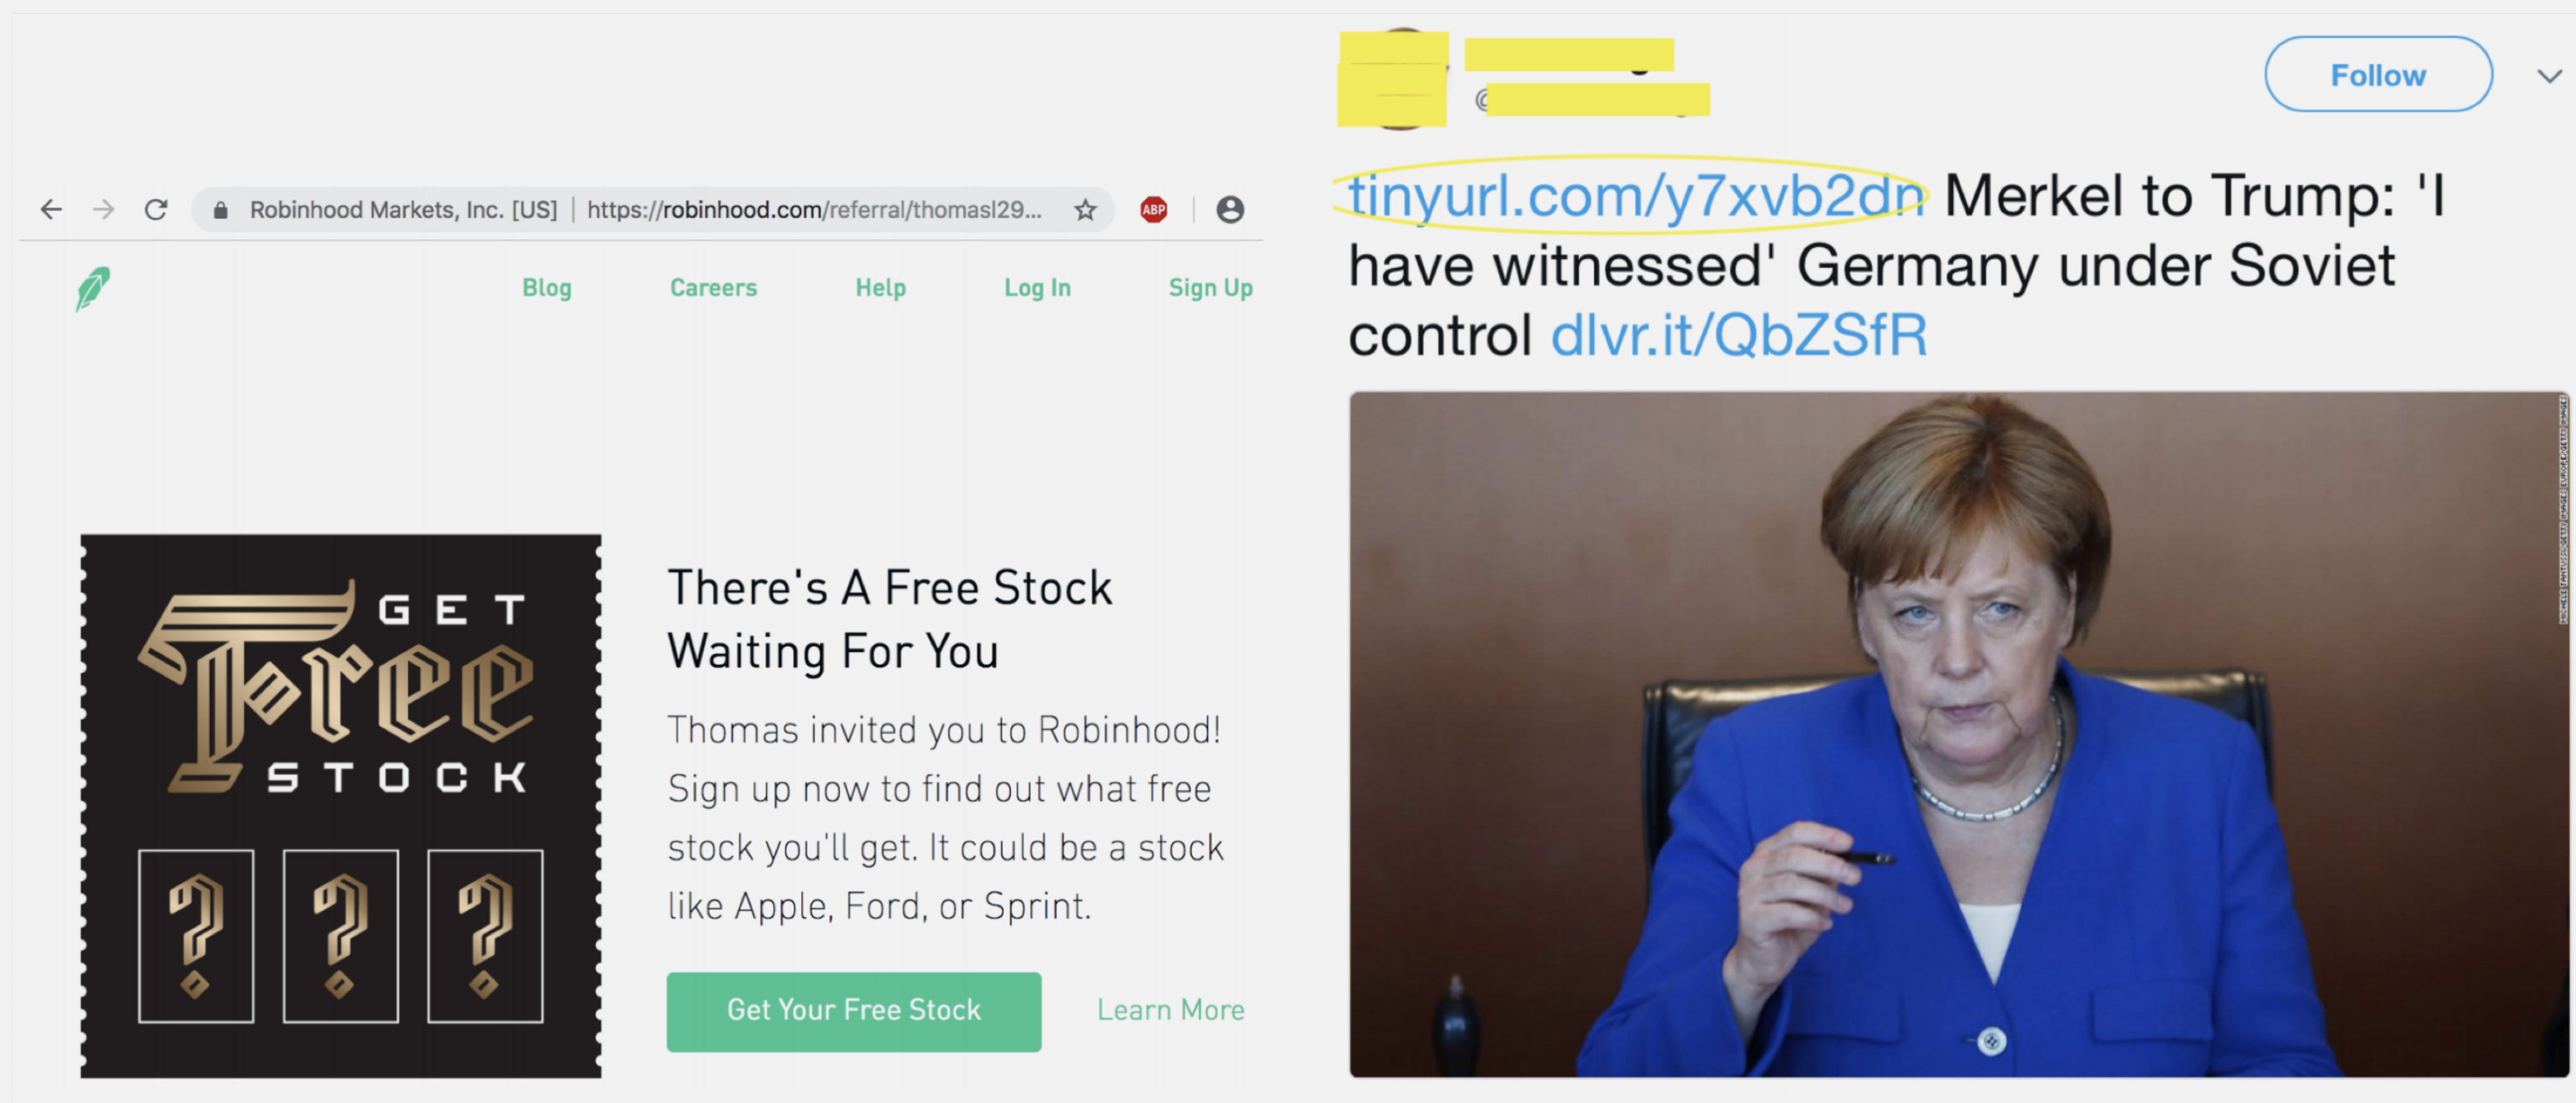 Robinhood Markets, Inc. [US] | https://robinhood.com/referral/thomasl29...
ABP
Blog Careers Help Log In Sign Up
GET
Free
STOCK
? ? ?
There's A Free Stock
Waiting For You
Thomas invited you to Robinhood!
Sign up now to find out what free
stock you'll get. It could be a stock
like Apple, Ford, or Sprint.
Get Your Free Stock
Learn More
@
Follow
tinyurl.com/y7xvb2dn Merkel to Trump: 'I
have witnessed' Germany under Soviet
control dlvr.it/QbZSfR